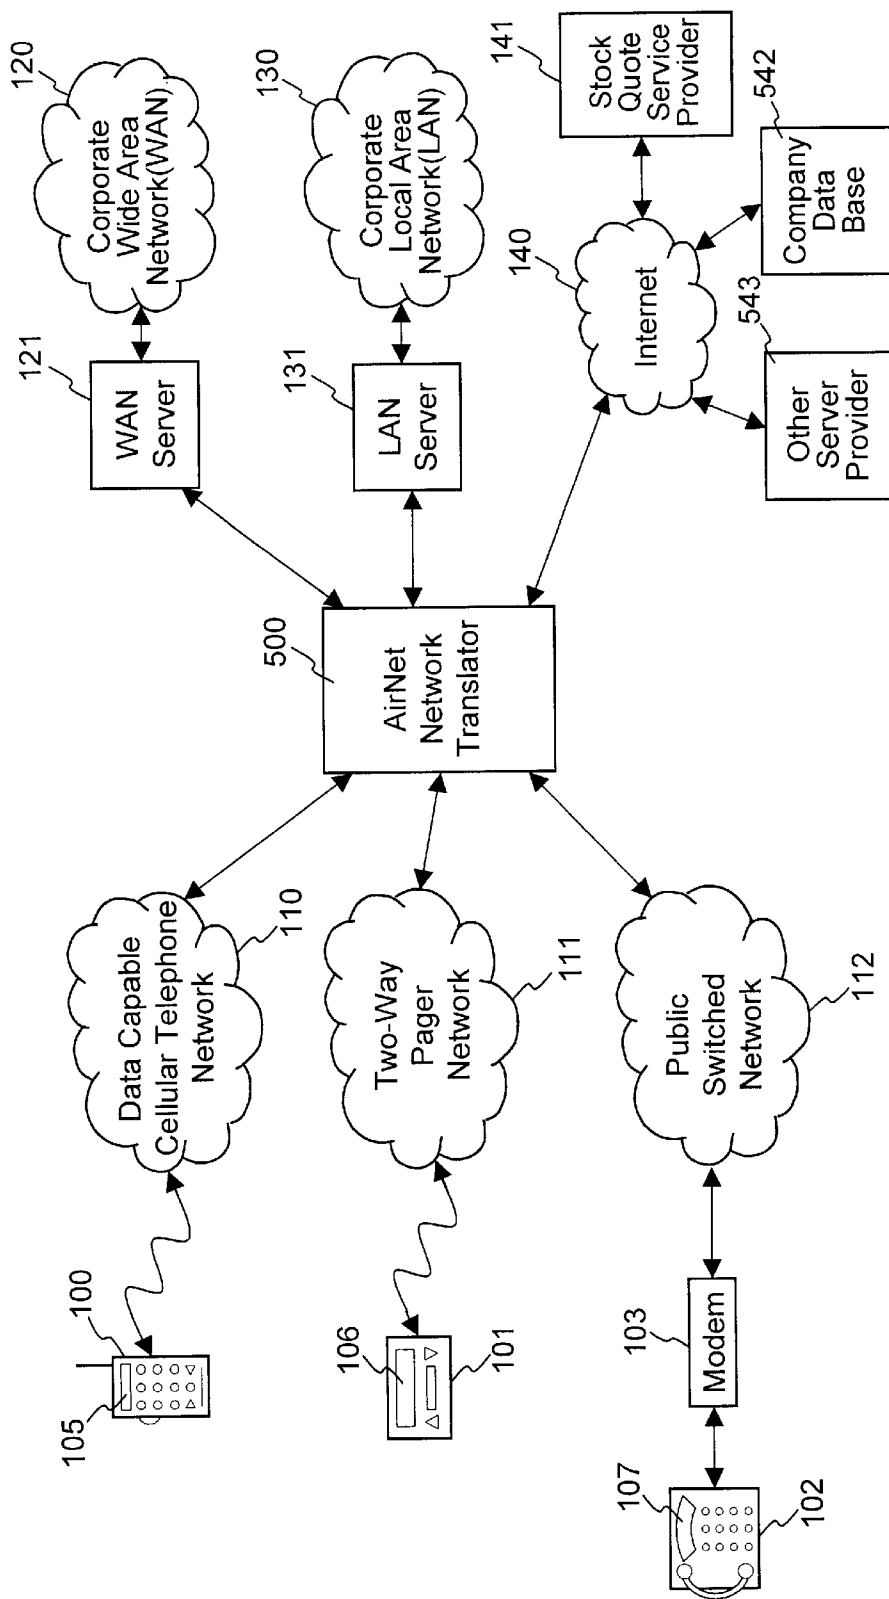 120
Corporate
Wide Area
Network(WAN)
121
WAN
Server
130
Corporate
Local Area
Network(LAN)
131
LAN
Server
141
Stock
Quote
Service
Provider
140
Internet
542
Company
Data
Base
543
Other
Server
Provider
500
AirNet
Network
Translator
Data Capable
Cellular Telephone
Network
110
Two-Way
Pager
Network
111
Public
Switched
Network
112
100
105
106
101
103
Modem
107
102